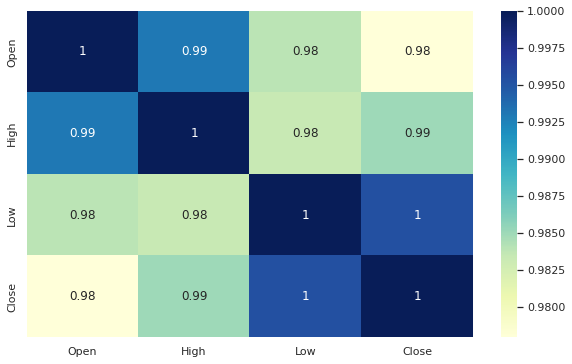 Open 1 0.99 0.98 0.98
High 0.99 1 0.98 0.99
Low 0.98 0.98 1 1
Close 0.98 0.99 1 1
Open High Low Close
1.0000
0.9975
0.9950
0.9925
0.9900
0.9875
0.9850
0.9825
0.9800